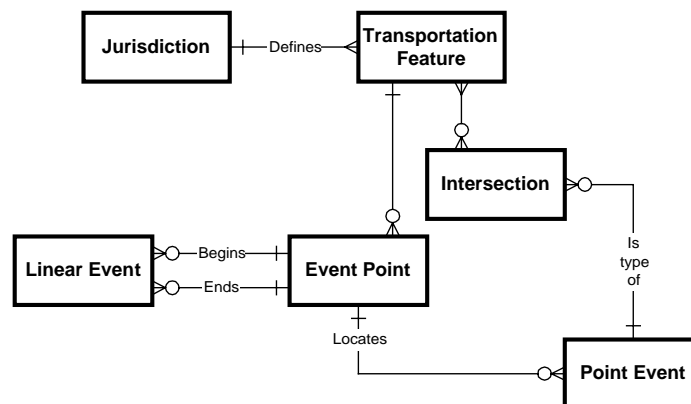 Jurisdiction
Defines
Transportation
Feature
Intersection
Linear Event
Begins
Ends
Event Point
Is
type
of
Locates
Point Event